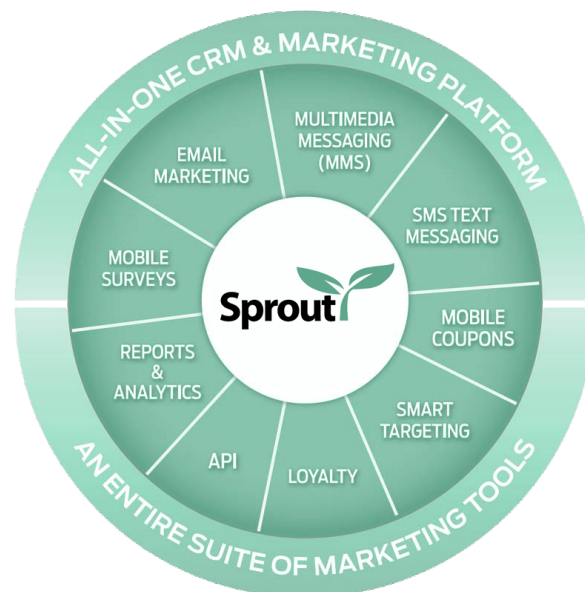 ALL-IN-ONE CRM & MARKETING PLATFORM
MULTIMEDIA
MESSAGING
(MMS)
SMS TEXT
MESSAGING
MOBILE
COUPONS
SMART
TARGETING
LOYALTY
API
REPORTS
&
ANALYTICS
MOBILE
SURVEYS
EMAIL
MARKETING
Sprout
AN ENTIRE SUITE OF MARKETING TOOLS